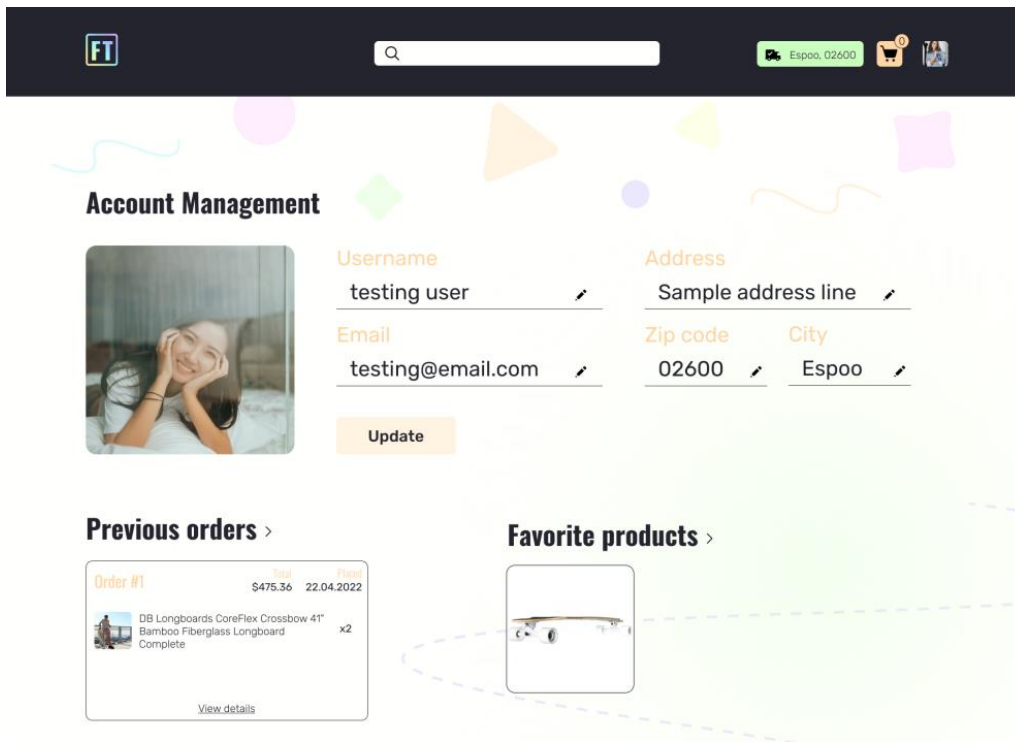 FT
Espoo, 02600
0
Account Management
Username
testing user
Address
Sample address line
Email
testing@email.com
Zip code
02600
City
Espoo
Update
Previous orders >
Favorite products >
Order #1
Total
$475.36
Placed
22.04.2022
DB Longboards CoreFlex Crossbow 41"
Bamboo Fiberglass Longboard
Complete
x2
View details